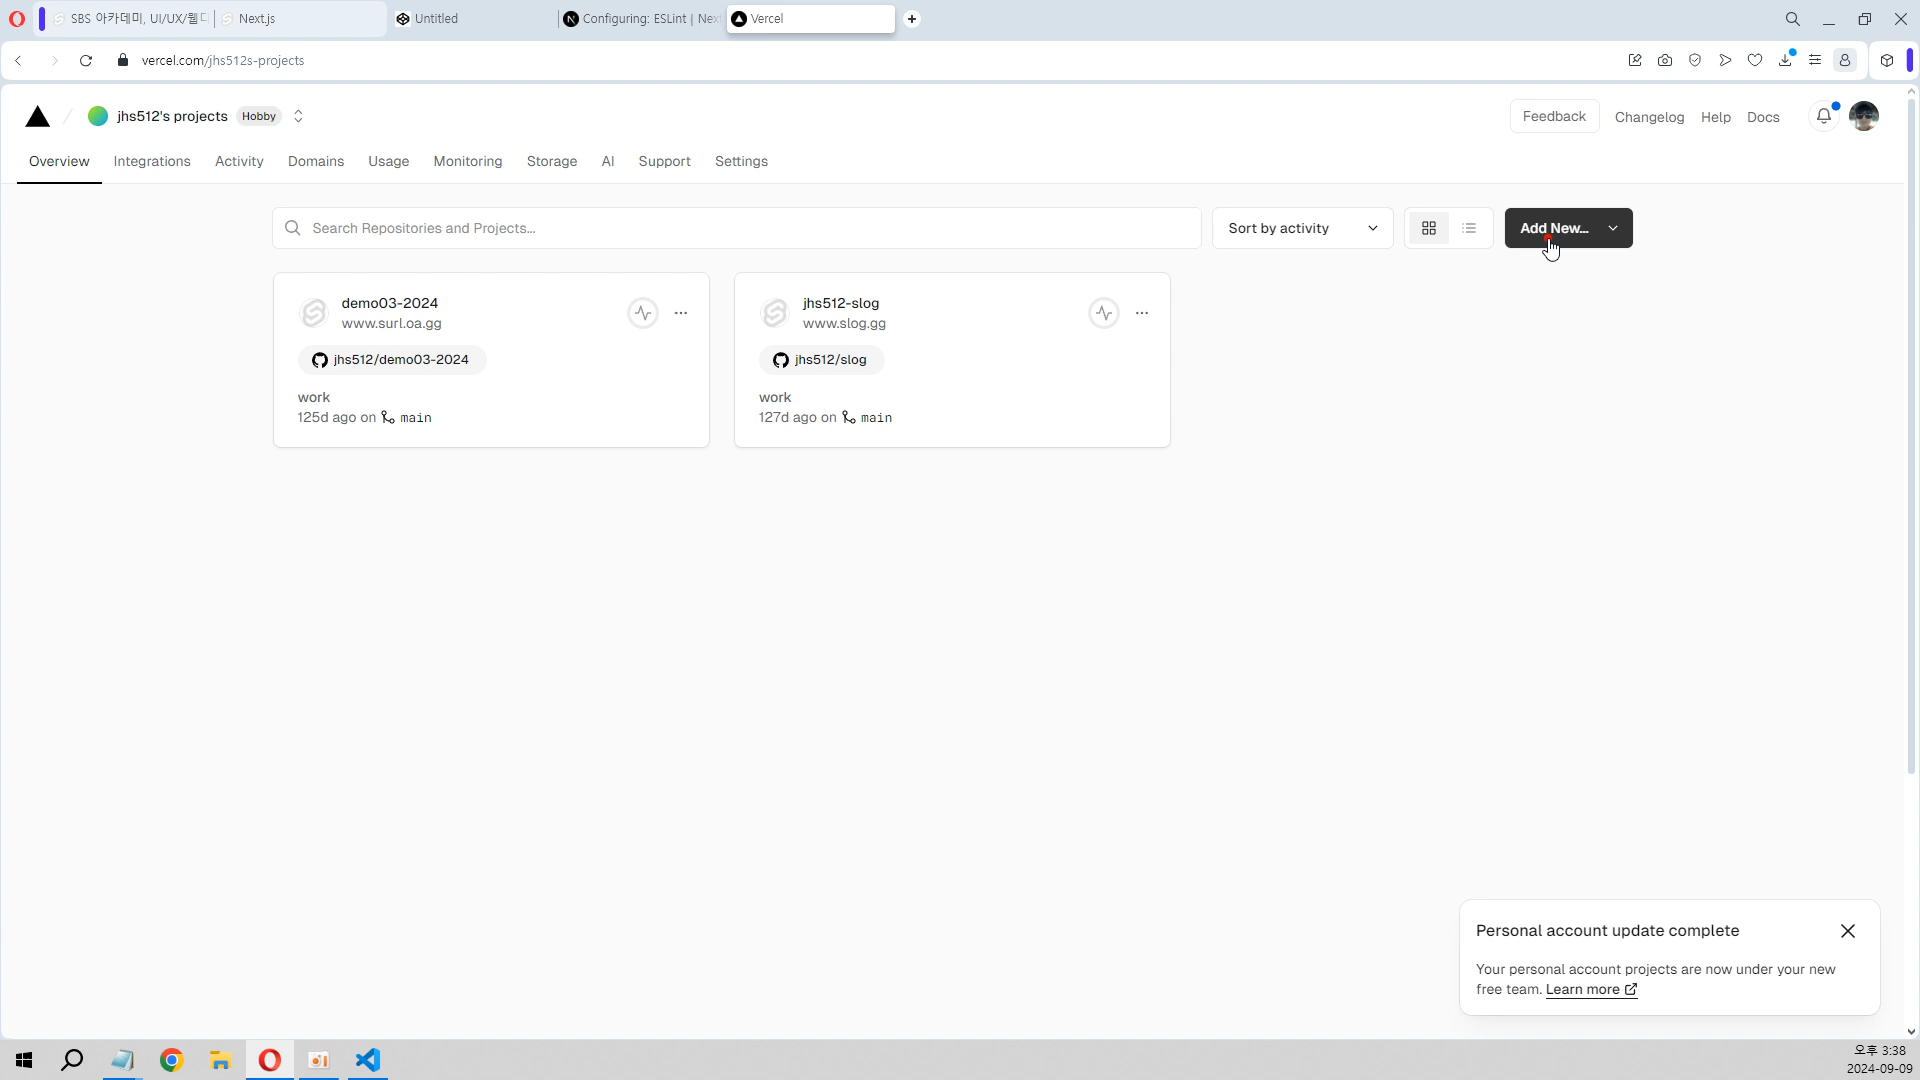 SBS 아카데미, UI/UX/웹디
Next.js
Untitled
Configuring: ESLint | Nex
Vercel
vercel.com/jhs512s-projects
jhs512's projects
Hobby
Feedback
Changelog
Help
Docs
Overview
Integrations
Activity
Domains
Usage
Monitoring
Storage
AI
Support
Settings
Search Repositories and Projects...
Sort by activity
Add New...
demo03-2024
www.surl.oa.gg
jhs512/demo03-2024
work
125d ago on main
jhs512-slog
www.slog.gg
jhs512/slog
work
127d ago on main
Personal account update complete
Your personal account projects are now under your new
free team. Learn more
오후 3:38
2024-09-09